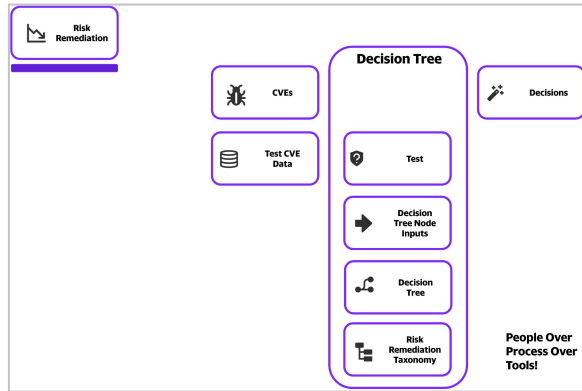 Risk
Remediation
Decision Tree
CVEs
Decisions
Test CVE
Data
Test
Decision
Tree Node
Inputs
Decision
Tree
Risk
Remediation
Taxonomy
People Over
Process Over
Tools!